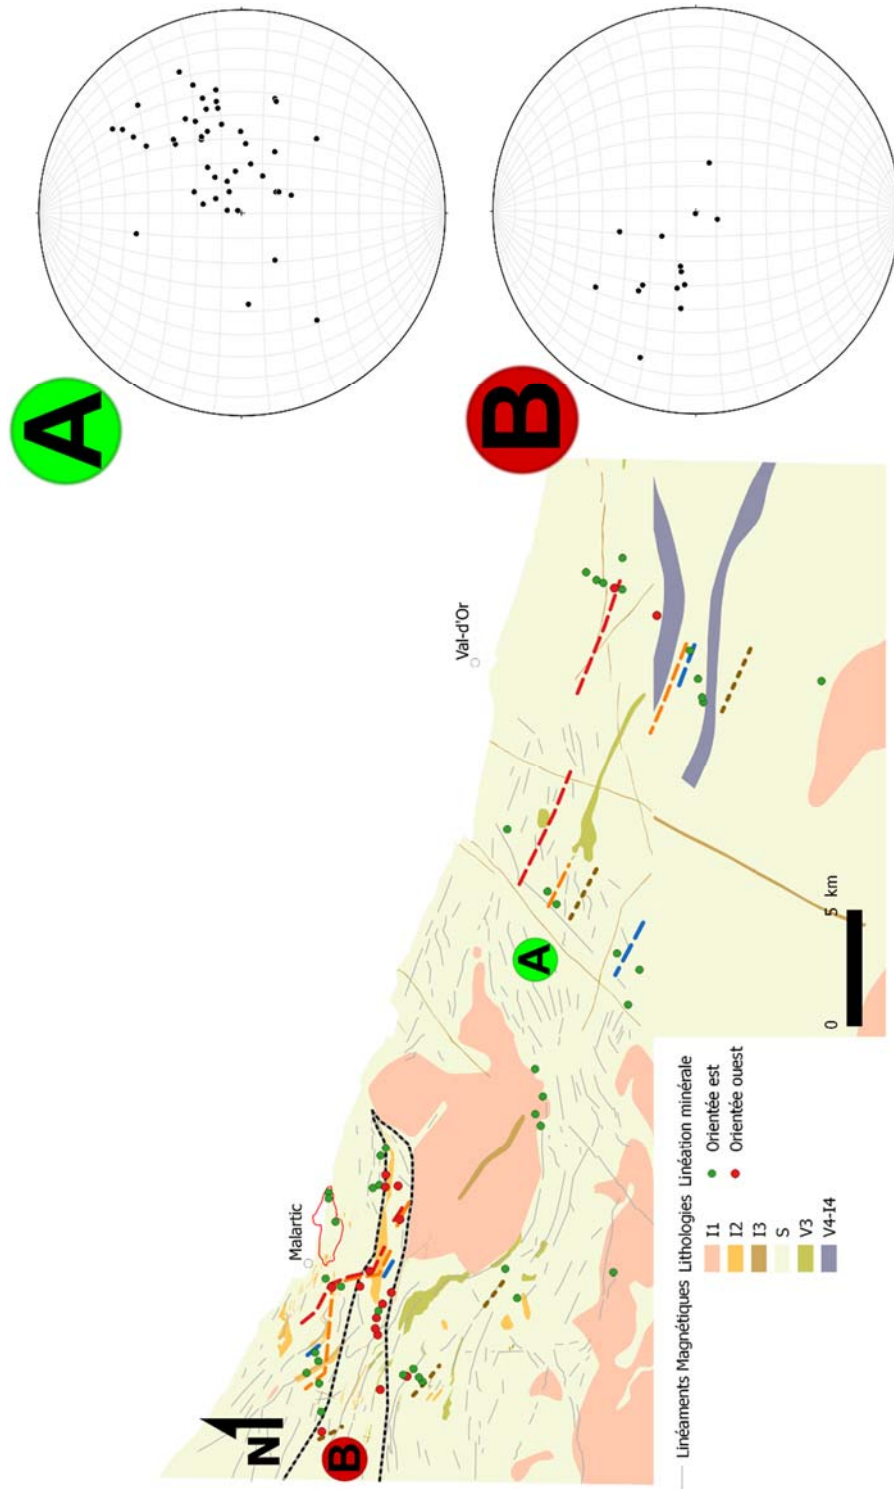 A
B
N
Malartic
Val-d'Or
A
B
0 5 km
Linéaments Magnétiques
Lithologies
I1
I2
I3
S
V3
V4-I4
Linéation minérale
Orientée est
Orientée ouest